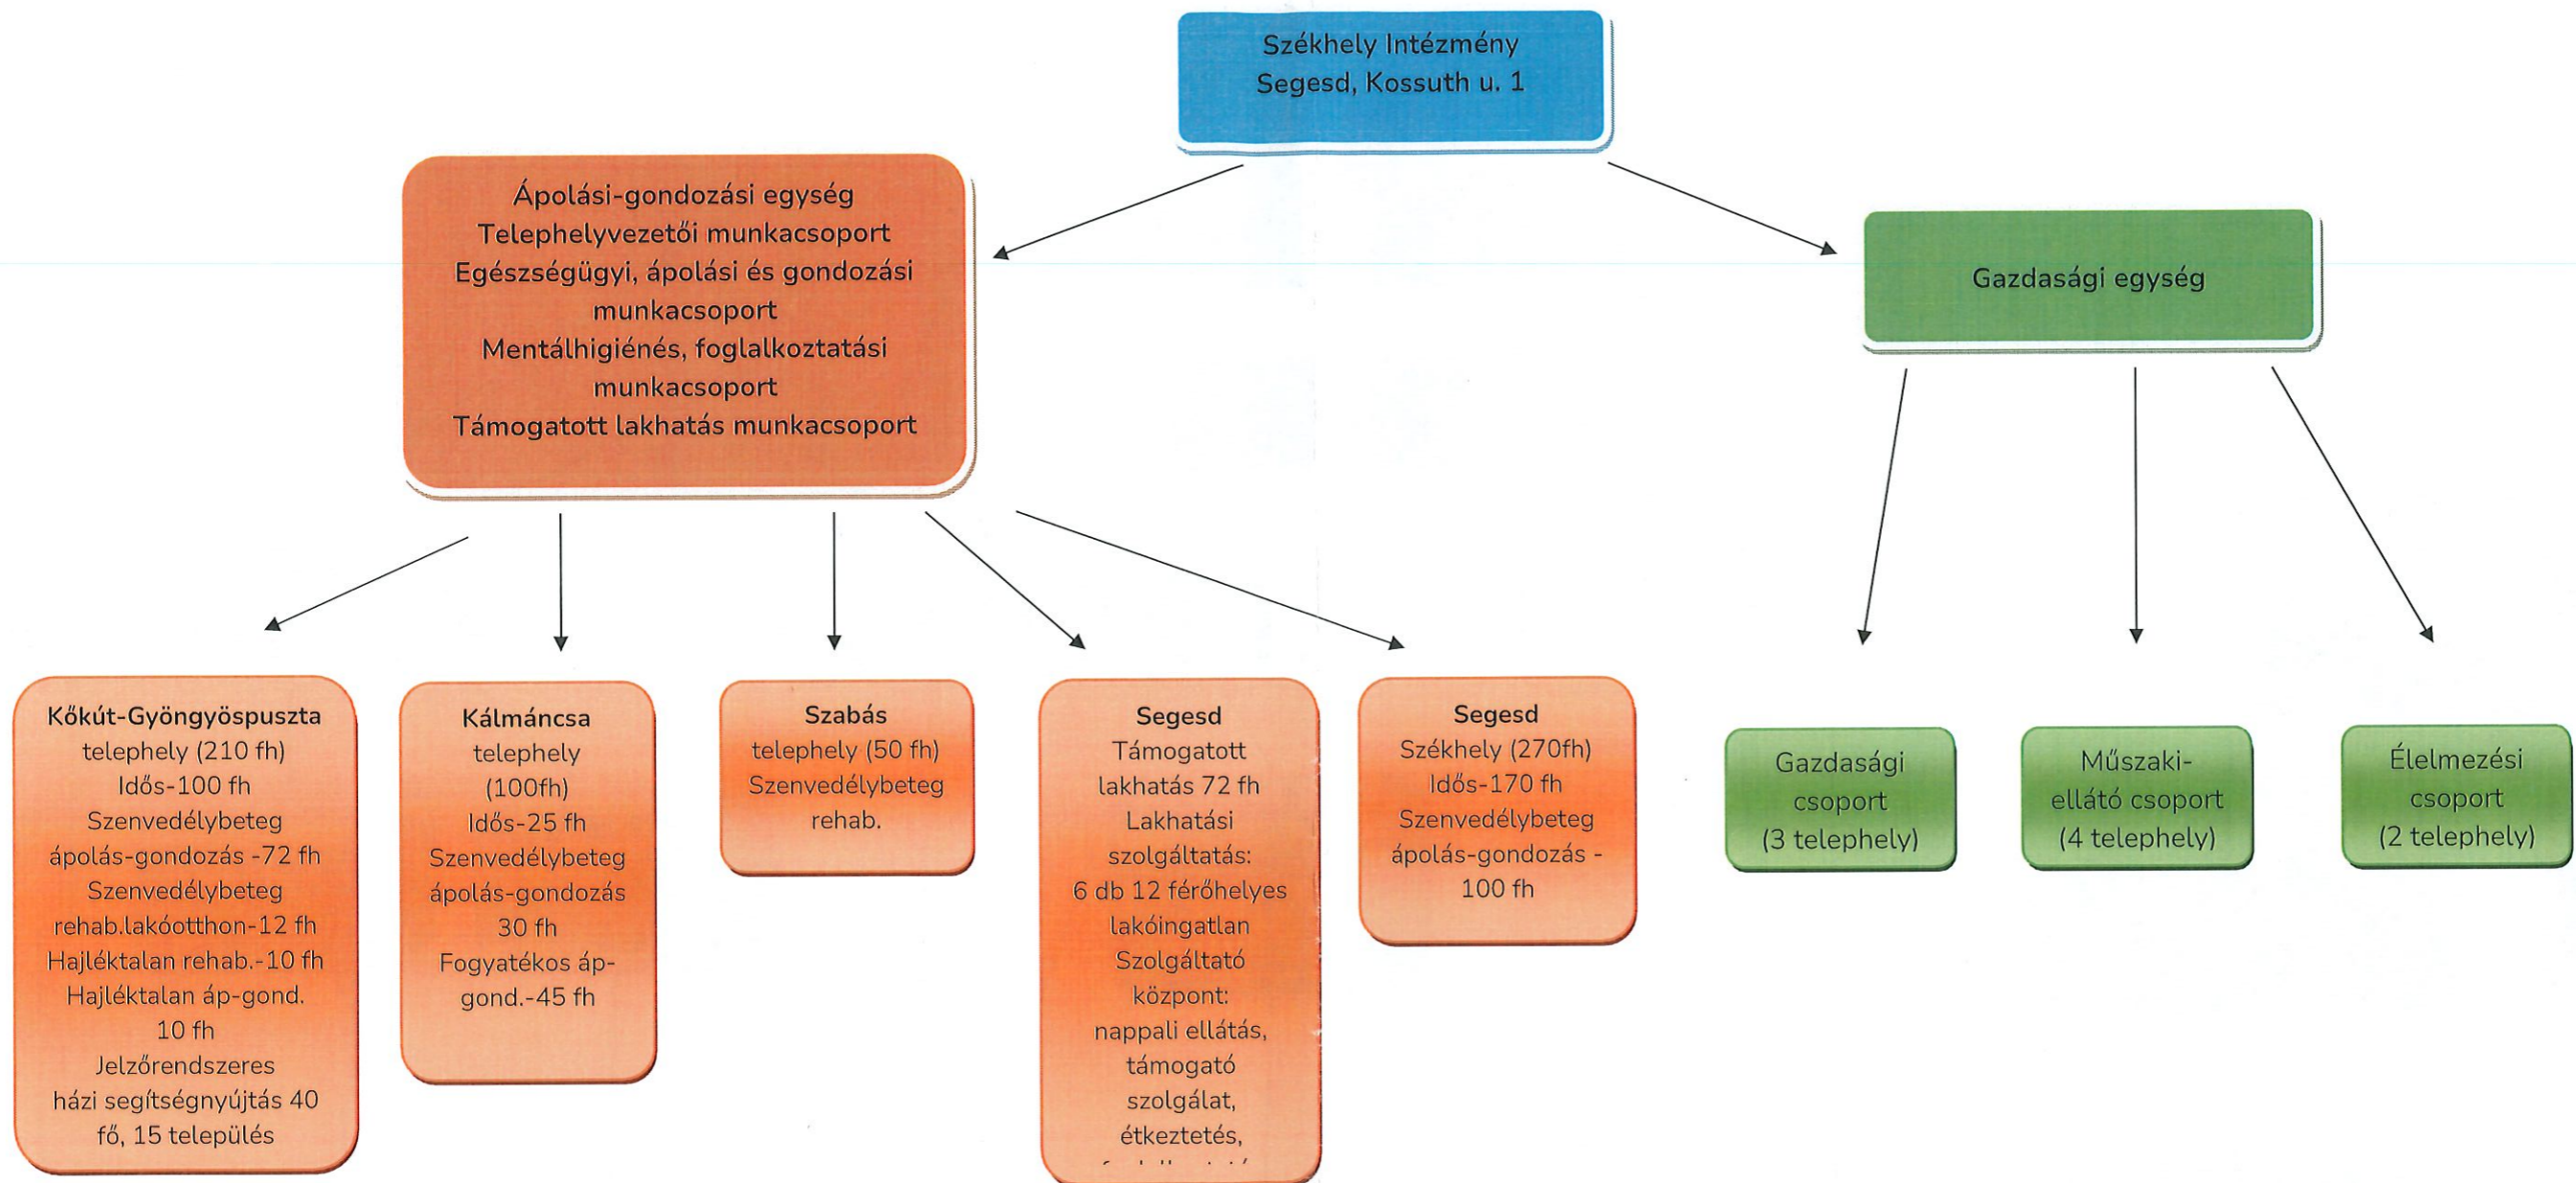 Székhely Intézmény
Segesd, Kossuth u. 1
Ápolási-gondozási egység
Telephelyvezetői munkacsoport
Egészségügyi, ápolási és gondozási
munkacsoport
Mentálhigiénés, foglalkoztatási
munkacsoport
Támogatott lakhatás munkacsoport
Gazdasági egység
Kőkút-Gyöngyöspuszta
telephely (210 fh)
Idős-100 fh
Szenvedélybeteg
ápolás-gondozás -72 fh
Szenvedélybeteg
rehab.lakóotthon-12 fh
Hajléktalan rehab.-10 fh
Hajléktalan áp-gond.
10 fh
Jelzőrendszeres
házi segítségnyújtás 40
fő, 15 település
Kálmáncsa
telephely
(100fh)
Idős-25 fh
Szenvedélybeteg
ápolás-gondozás
30 fh
Fogyatékos áp-
gond.-45 fh
Szabás
telephely (50 fh)
Szenvedélybeteg
rehab.
Segesd
Támogatott
lakhatás 72 fh
Lakhatási
szolgáltatás:
6 db 12 férőhelyes
lakóingatlan
Szolgáltató
központ:
nappali ellátás,
támogató
szolgálat,
étkeztetés,
Segesd
Székhely (270fh)
Idős-170 fh
Szenvedélybeteg
ápolás-gondozás -
100 fh
Gazdasági
csoport
(3 telephely)
Műszaki-
ellátó csoport
(4 telephely)
Élelmezési
csoport
(2 telephely)